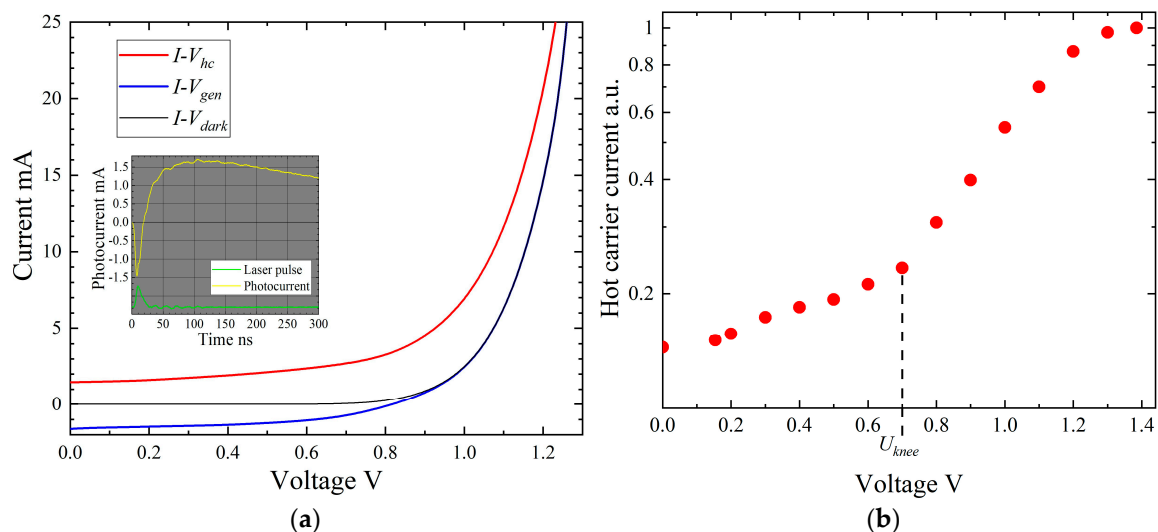 25
20
15
10
5
0
Current mA
I-V_hc
I-V_gen
I-V_dark
1.5
1.0
0.5
0.0
-0.5
-1.0
-1.5
Photocurrent mA
Laser pulse
Photocurrent
0 50 100 150 200 250 300
Time ns
0.0 0.2 0.4 0.6 0.8 1.0 1.2
Voltage V
(a)
1
0.8
0.6
0.4
0.2
Hot carrier current a.u.
0.0 0.2 0.4 0.6 0.8 1.0 1.2 1.4
U_knee
Voltage V
(b)